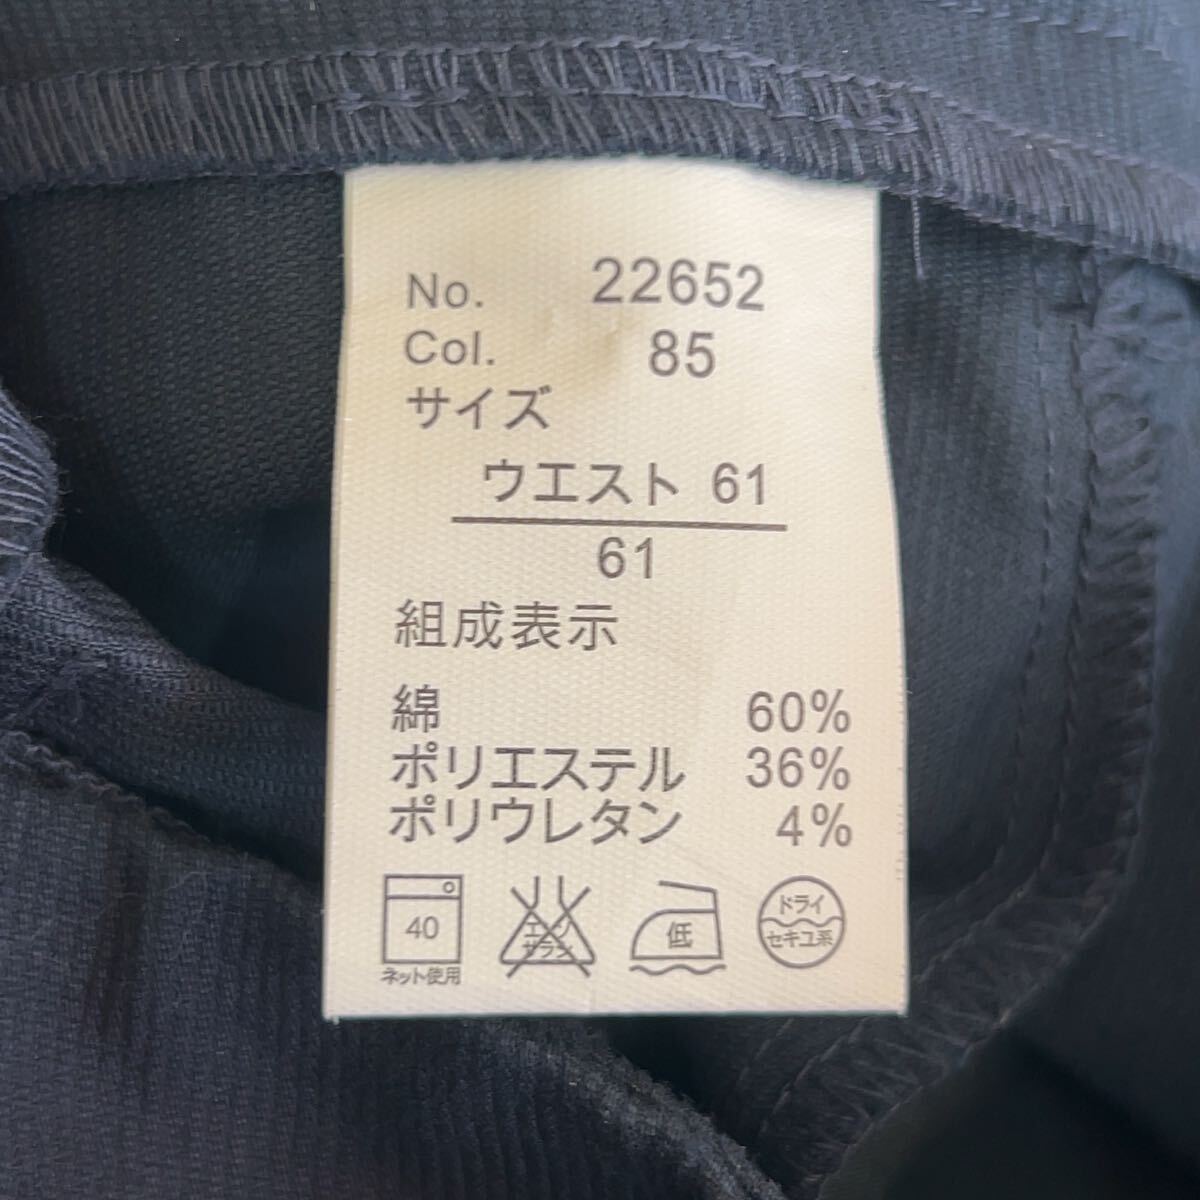 No. 22652
Col. 85
サイズ
ウエスト 61
61
組成表示
綿 60%
ポリエステル 36%
ポリウレタン 4%
40
ネット使用
エンソ
サラシ
低
ドライ
セキユ系